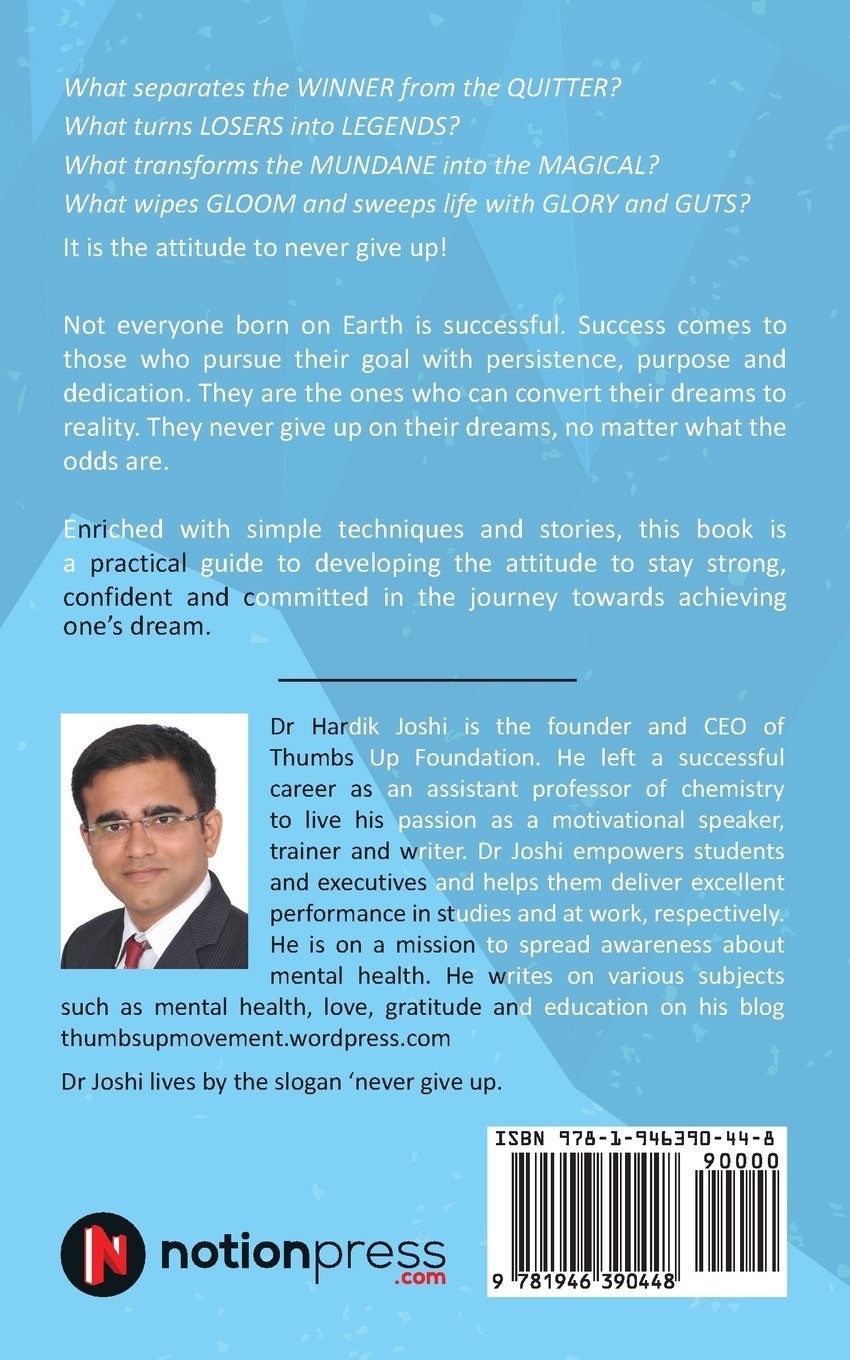 What separates the WINNER from the QUITTER?
What turns LOSERS into LEGENDS?
What transforms the MUNDANE into the MAGICAL?
What wipes GLOOM and sweeps life with GLORY and GUTS?
It is the attitude to never give up!
Not everyone born on Earth is successful. Success comes to
those who pursue their goal with persistence, purpose and
dedication. They are the ones who can convert their dreams to
reality. They never give up on their dreams, no matter what the
odds are.
Enriched with simple techniques and stories, this book is
a practical guide to developing the attitude to stay strong,
confident and committed in the journey towards achieving
one’s dream.
Dr Hardik Joshi is the founder and CEO of
Thumbs Up Foundation. He left a successful
career as an assistant professor of chemistry
to live his passion as a motivational speaker,
trainer and writer. Dr Joshi empowers students
and executives and helps them deliver excellent
performance in studies and at work, respectively.
He is on a mission to spread awareness about
mental health. He writes on various subjects
such as mental health, love, gratitude and education on his blog
thumbsupmovement.wordpress.com
Dr Joshi lives by the slogan ‘never give up.
ISBN 978-1-946390-44-8
90000
9 781946 390448
N notionpress
.com